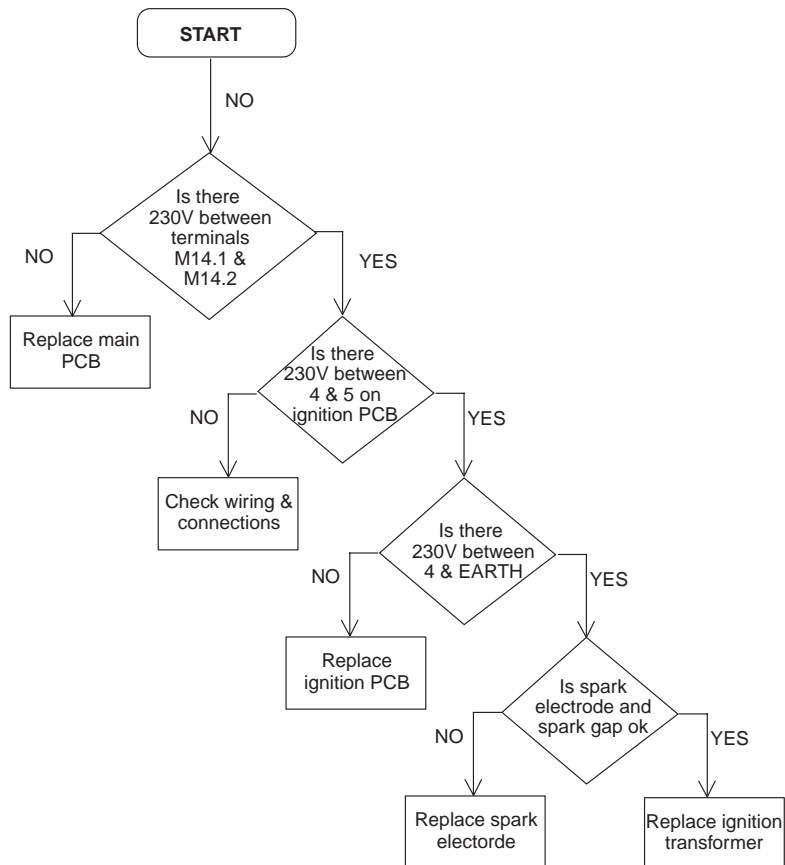 START
NO
Is there
230V between
terminals
M14.1 &
M14.2
NO
YES
Replace main
PCB
Is there
230V between
4 & 5 on
ignition PCB
NO
YES
Check wiring &
connections
Is there
230V between
4 & EARTH
NO
YES
Replace
ignition PCB
Is spark
electrode and
spark gap ok
NO
YES
Replace spark
electorde
Replace ignition
transformer